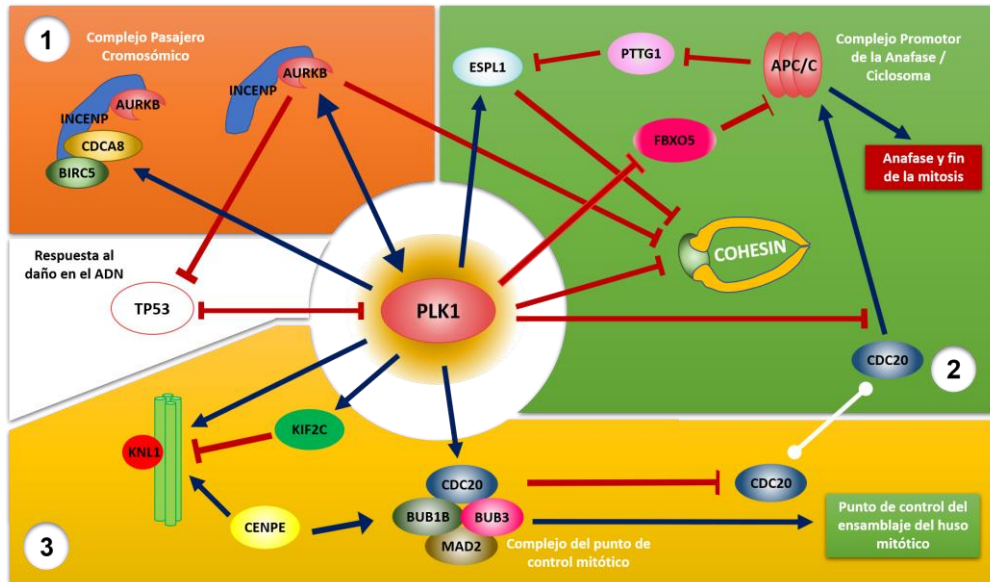 1
Complejo Pasajero
Cromosómico
AURKB
INCENP
CDCA8
BIRC5
AURKB
INCENP
ESPL1
PTTG1
APC/C
Complejo Promotor
de la Anafase /
Ciclosoma
FBXO5
Anafase y fin
de la mitosis
COHESIN
CDC20
2
Respuesta al
daño en el ADN
TP53
PLK1
KNL1
KIF2C
CENPE
3
CDC20
BUB1B
BUB3
MAD2
Complejo del punto de
control mitótico
CDC20
Punto de control del
ensamblaje del huso
mitótico